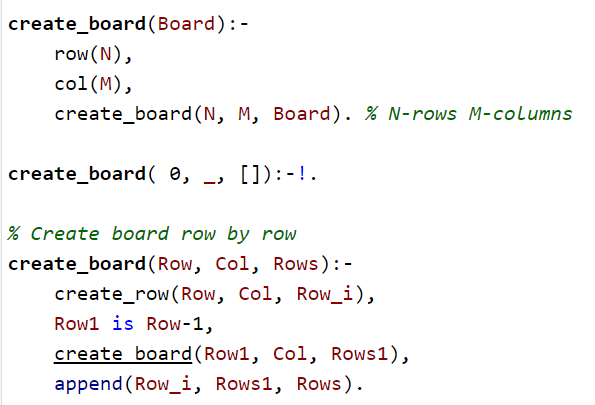 create_board(Board):-
row(N),
col(M),
create_board(N, M, Board). % N-rows M-columns
create_board( 0, _, []):-!.
% Create board row by row
create_board(Row, Col, Rows):-
create_row(Row, Col, Row_i),
Row1 is Row-1,
create_board(Row1, Col, Rows1),
append(Row_i, Rows1, Rows).